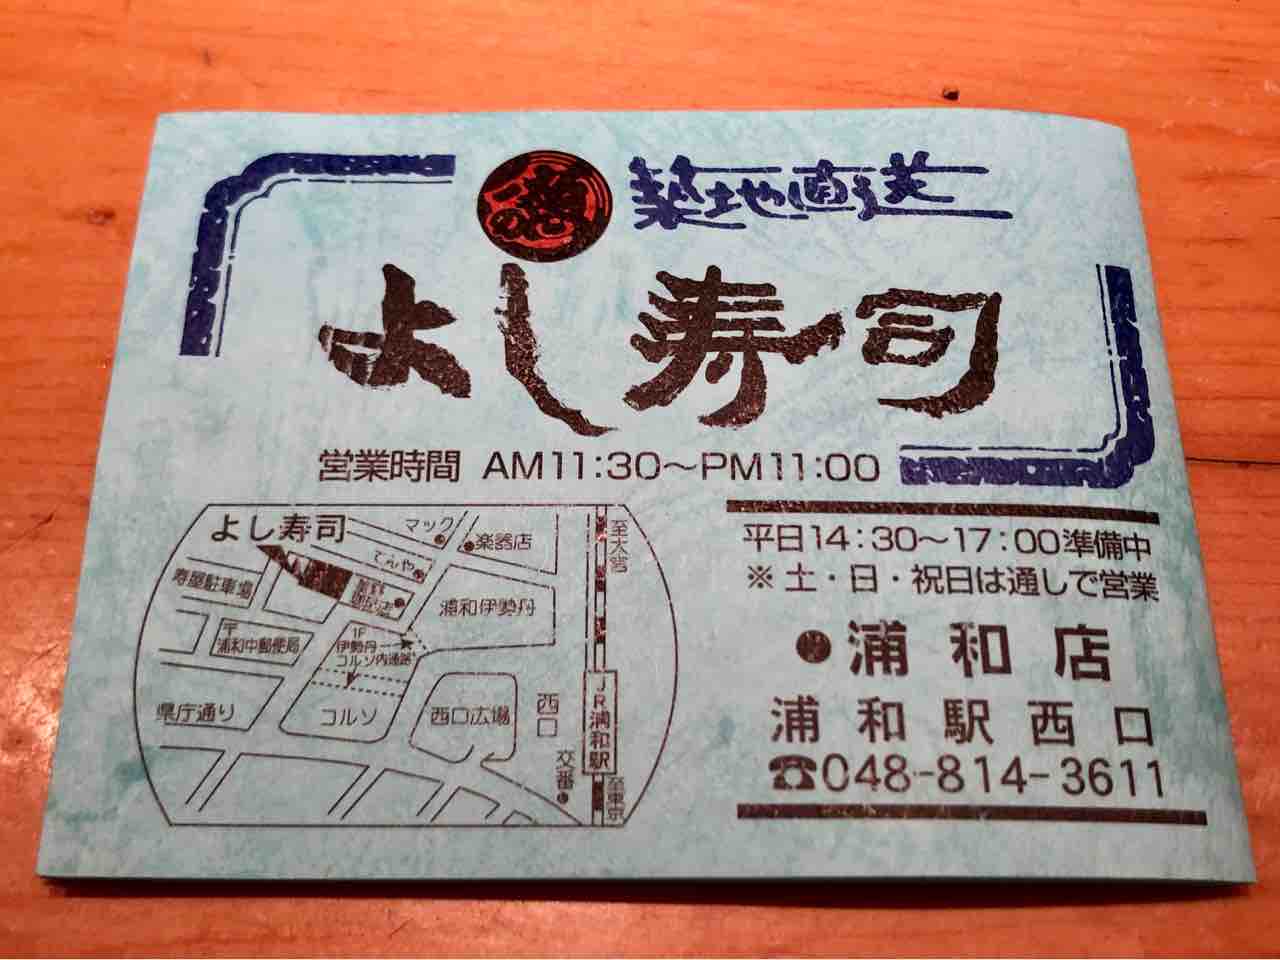 築地直送
よし寿司
営業時間 AM11:30～PM11:00
平日14:30～17:00準備中
※土・日・祝日は通しで営業
浦和店
浦和駅西口
☎048-814-3611
よし寿司
マック
楽器店
至大宮
てんや
寿屋駐車場
浦和伊勢丹
〒
浦和中郵便局
1F
伊勢丹
コルソ内通路
県庁通り
コルソ
西口広場
西口
JR浦和駅
交番
至東京